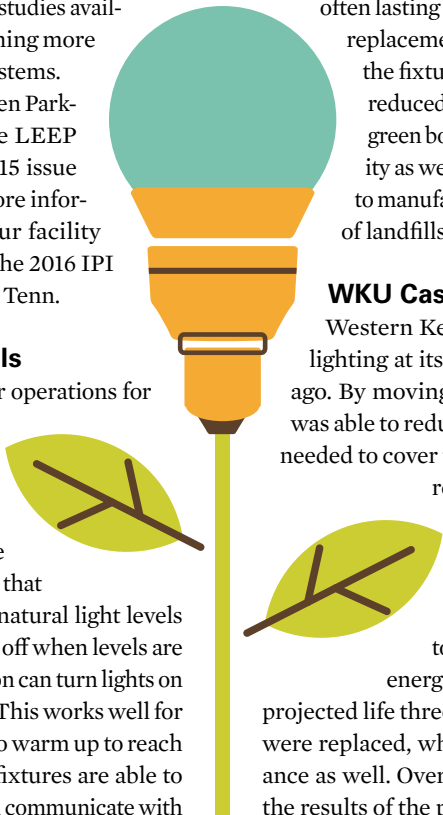 studies avail-
ning more
stems.
en Park-
e LEEP
15 issue
ore infor-
ur facility
he 2016 IPI
Tenn.
ls
r operations for
e
that
natural light levels
off when levels are
on can turn lights on
This works well for
o warm up to reach
fixtures are able to
communicate with
often lasting
replaceme
the fixtu
reduced
green bo
ity as we
to manufa
of landfills
WKU Cas
Western Ke
lighting at its
ago. By moving
was able to redu
needed to cover
re
to
energ
projected life three
were replaced, wh
ance as well. Over
the results of the p